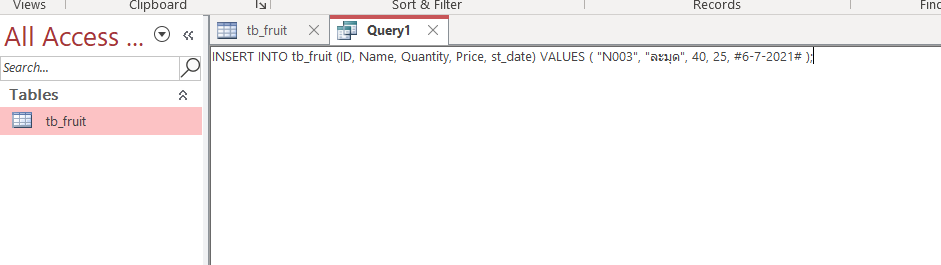 Views Clipboard Sort & Filter Records Find
All Access ... «
tb_fruit Query1
Search...
Tables
tb_fruit
INSERT INTO tb_fruit (ID, Name, Quantity, Price, st_date) VALUES ( "N003", "ละมุด", 40, 25, #6-7-2021# );